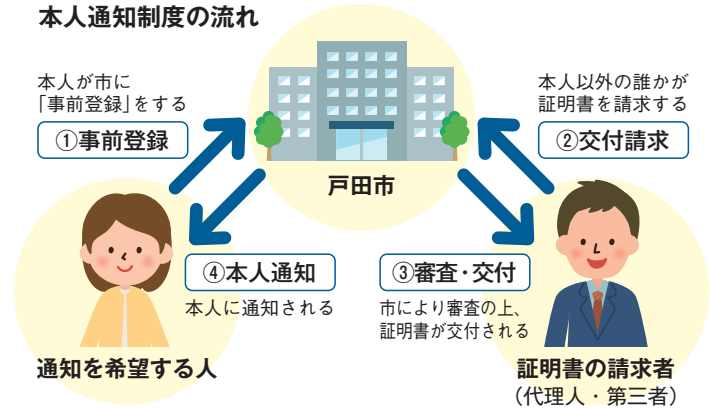 本人通知制度の流れ
本人が市に
「事前登録」をする
①事前登録
本人以外の誰かが
証明書を請求する
②交付請求
戸田市
④本人通知
本人に通知される
③審査・交付
市により審査の上、
証明書が交付される
通知を希望する人
証明書の請求者
（代理人・第三者）